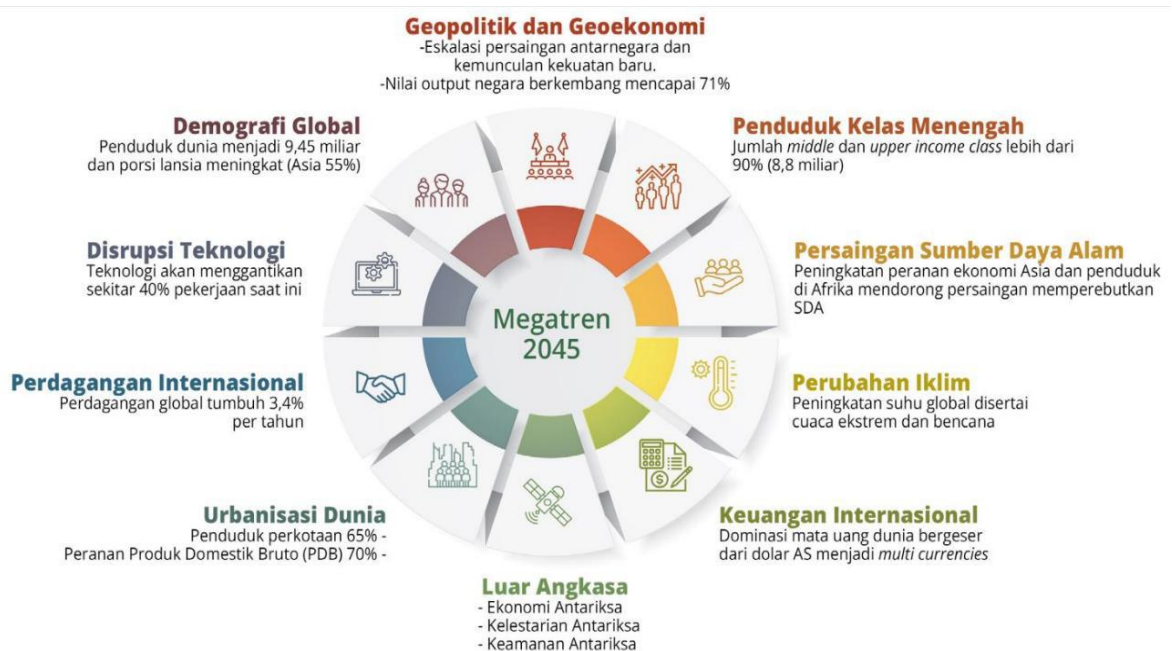 Geopolitik dan Geoekonomi
-Eskalasi persaingan antarnegara dan
kemunculan kekuatan baru.
-Nilai output negara berkembang mencapai 71%
Penduduk Kelas Menengah
Jumlah middle dan upper income class lebih dari
90% (8,8 miliar)
Persaingan Sumber Daya Alam
Peningkatan peranan ekonomi Asia dan penduduk
di Afrika mendorong persaingan memperebutkan
SDA
Perubahan Iklim
Peningkatan suhu global disertai
cuaca ekstrem dan bencana
Keuangan Internasional
Dominasi mata uang dunia bergeser
dari dolar AS menjadi multi currencies
Luar Angkasa
- Ekonomi Antariksa
- Kelestarian Antariksa
- Keamanan Antariksa
Urbanisasi Dunia
Penduduk perkotaan 65% -
Peranan Produk Domestik Bruto (PDB) 70% -
Perdagangan Internasional
Perdagangan global tumbuh 3,4%
per tahun
Disrupsi Teknologi
Teknologi akan menggantikan
sekitar 40% pekerjaan saat ini
Demografi Global
Penduduk dunia menjadi 9,45 miliar
dan porsi lansia meningkat (Asia 55%)
Megatren
2045
$